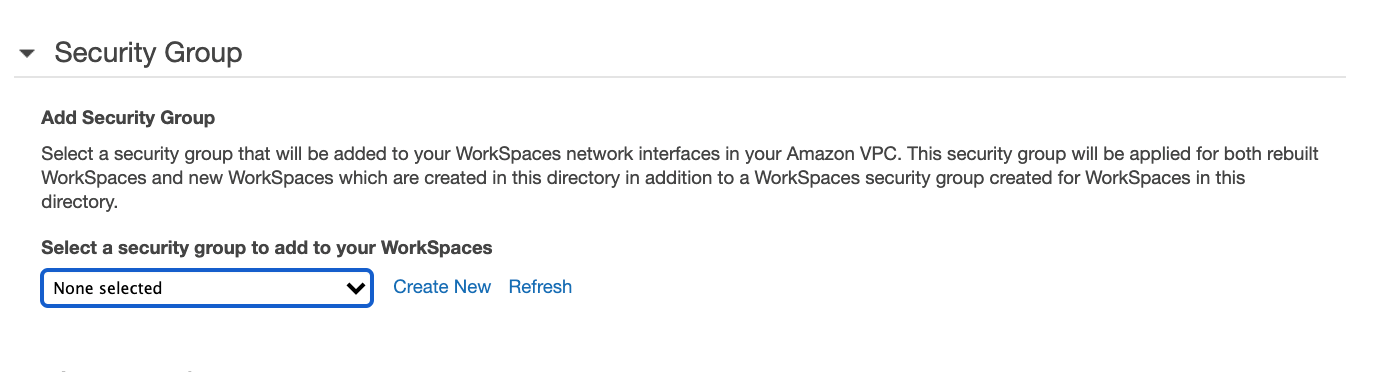 Security Group
Add Security Group
Select a security group that will be added to your WorkSpaces network interfaces in your Amazon VPC. This security group will be applied for both rebuilt
WorkSpaces and new WorkSpaces which are created in this directory in addition to a WorkSpaces security group created for WorkSpaces in this
directory.
Select a security group to add to your WorkSpaces
None selected Create New Refresh